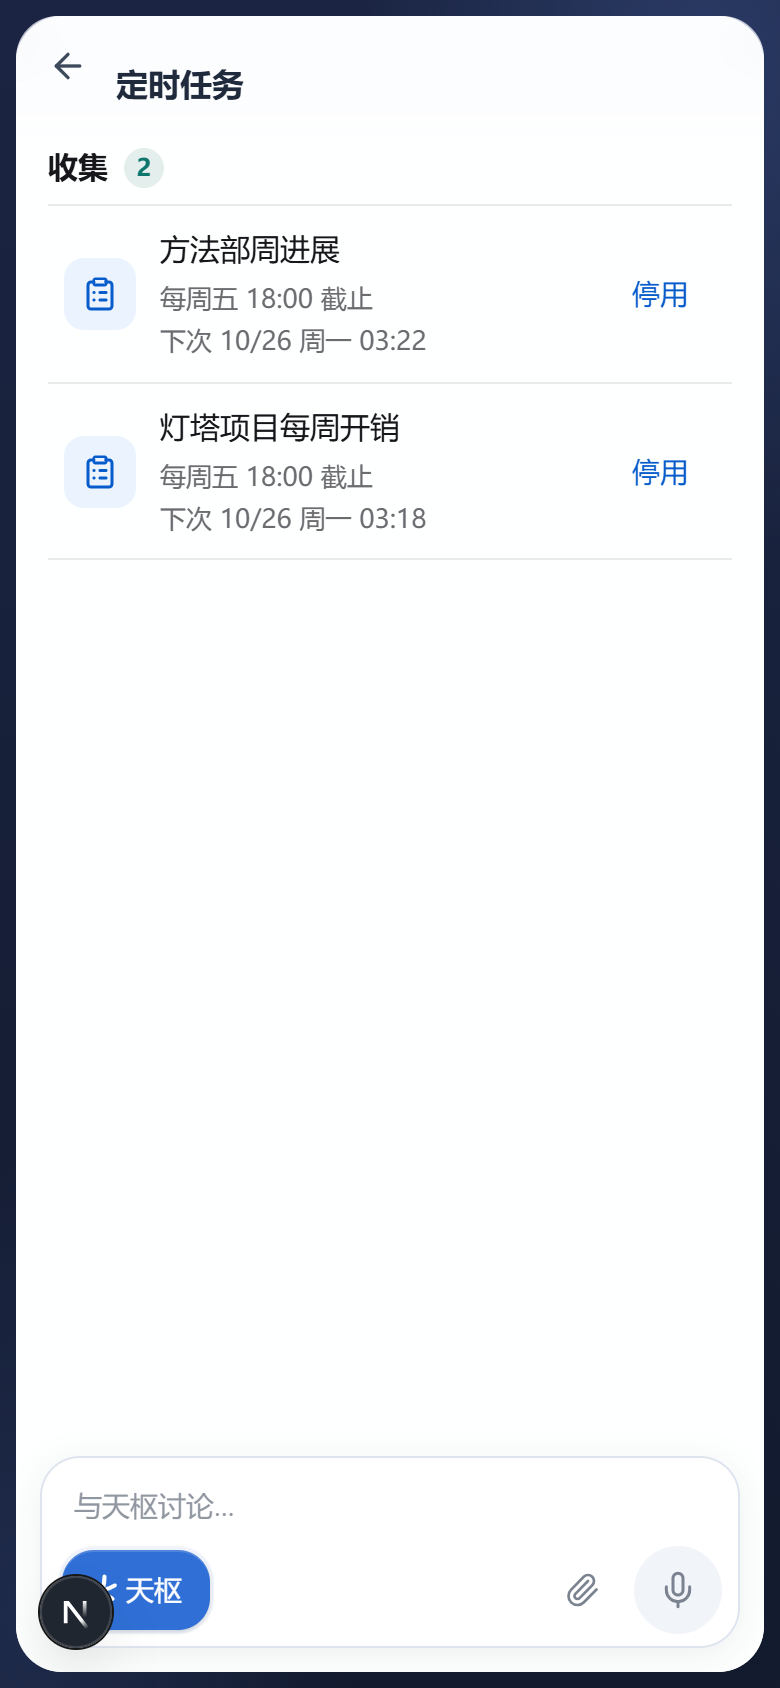 定时任务
收集 2
方法部周进展
每周五 18:00 截止
下次 10/26 周一 03:22
停用
灯塔项目每周开销
每周五 18:00 截止
下次 10/26 周一 03:18
停用
与天枢讨论...
天枢
N